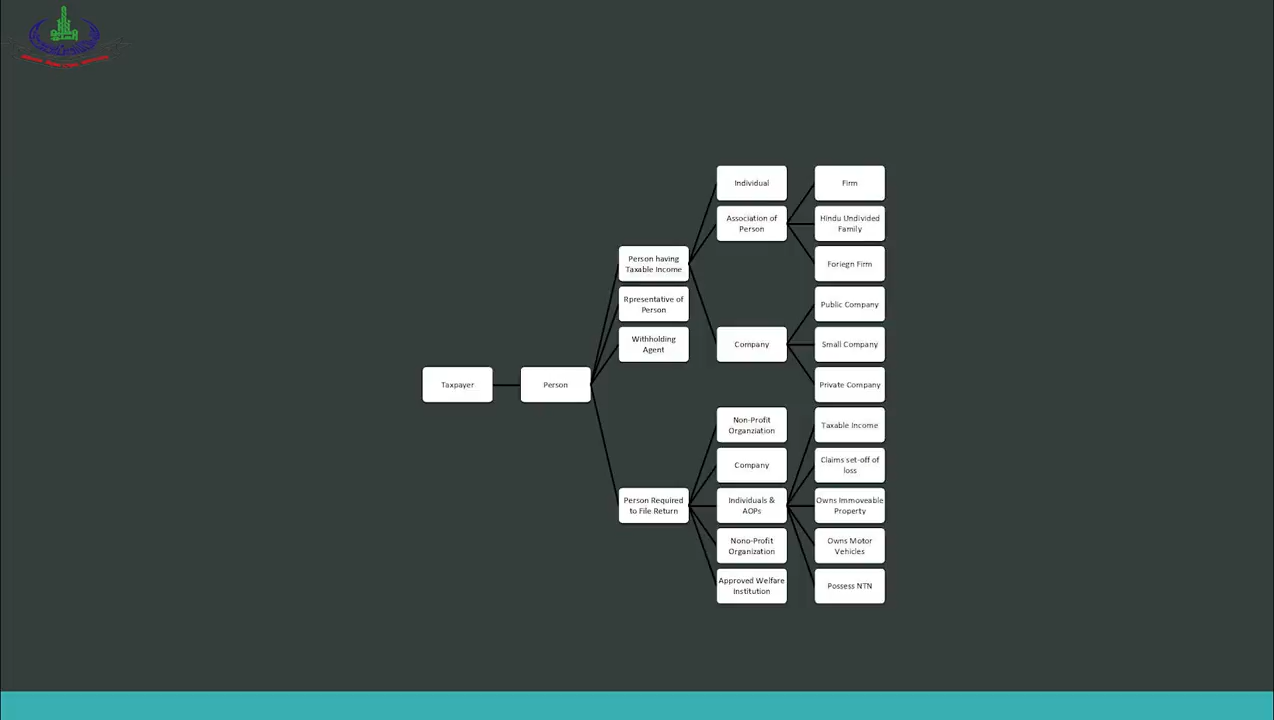 Individual
Firm
Association of
Person
Hindu Undivided
Family
Person having
Taxable Income
Foriegn Firm
Rpresentative of
Person
Public Company
Withholding
Agent
Company
Small Company
Taxpayer
Person
Private Company
Non-Profit
Organziation
Taxable Income
Company
Claims set-off of
loss
Person Required
to File Return
Individuals &
AOPs
Owns Immoveable
Property
Nono-Profit
Organization
Owns Motor
Vehicles
Approved Welfare
Institution
Possess NTN